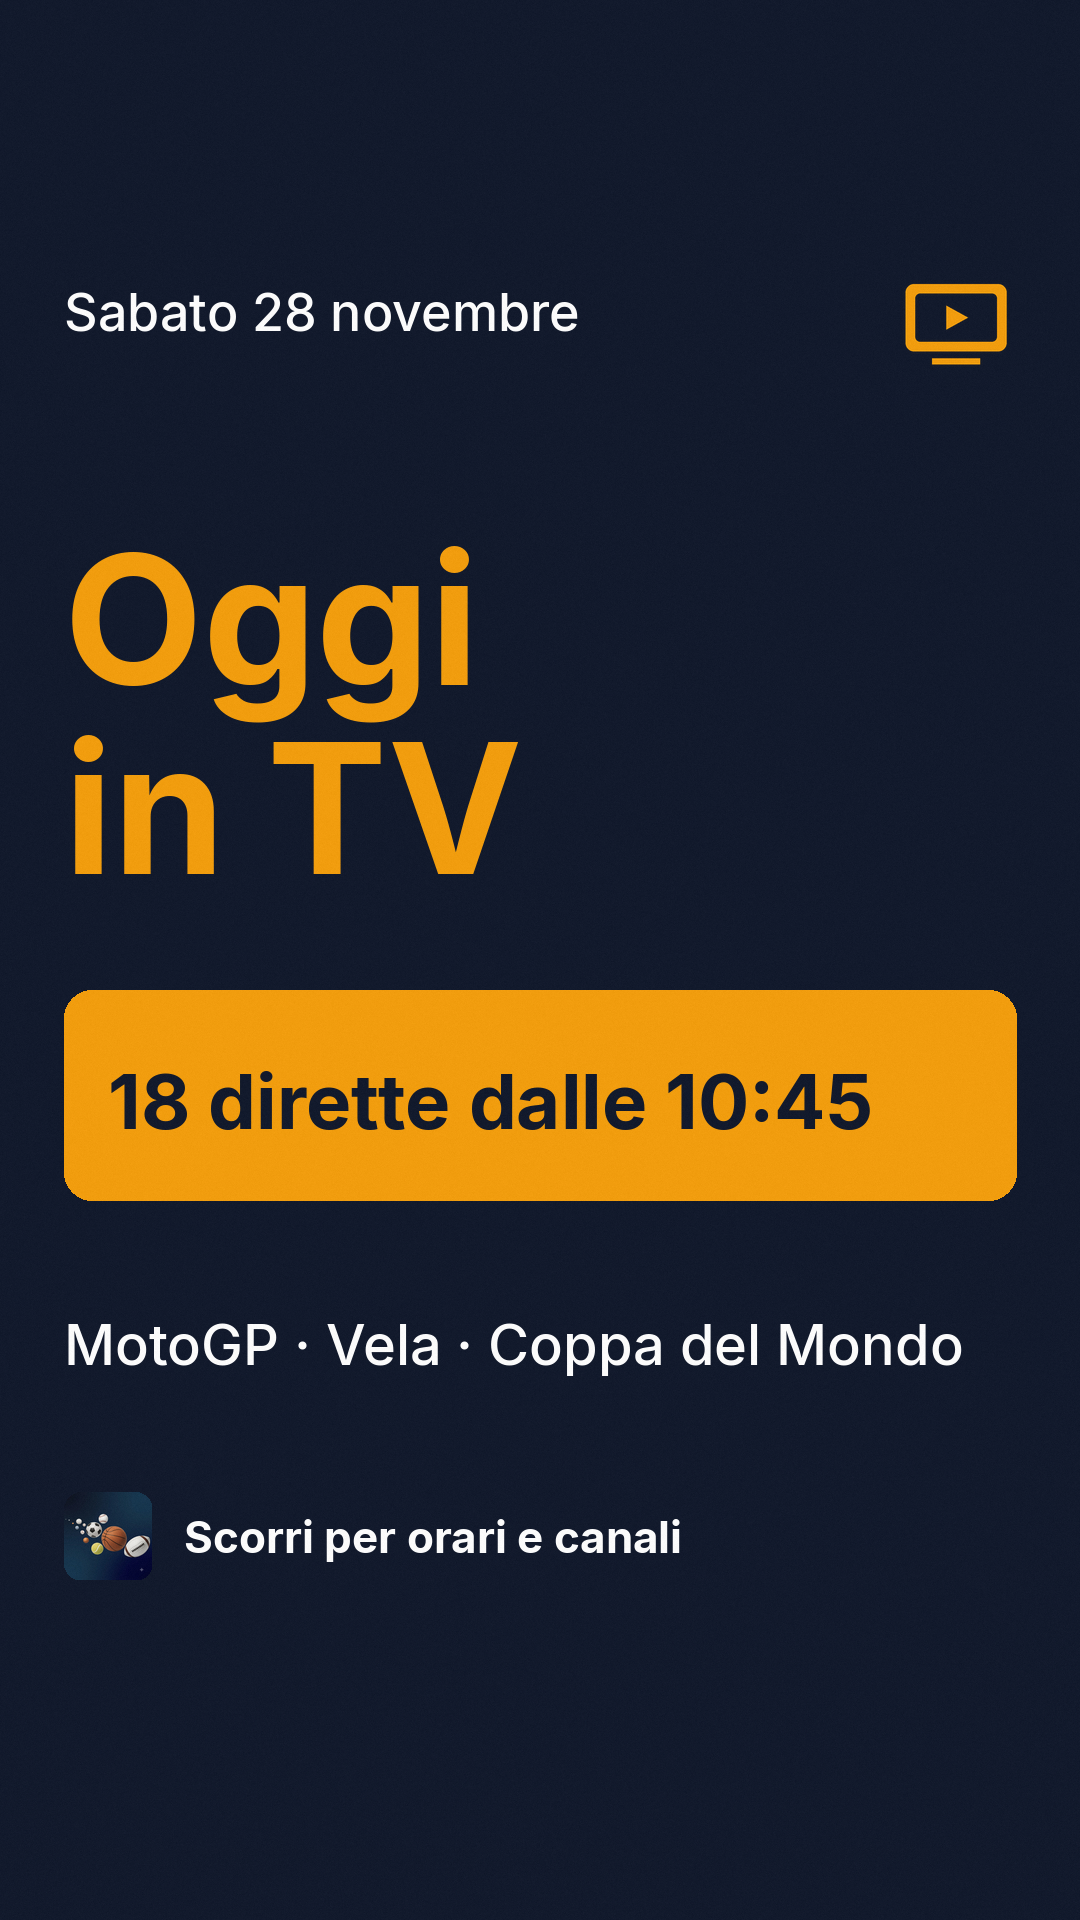 Sabato 28 novembre
Oggi
in TV
18 dirette dalle 10:45
MotoGP · Vela · Coppa del Mondo
Scorri per orari e canali